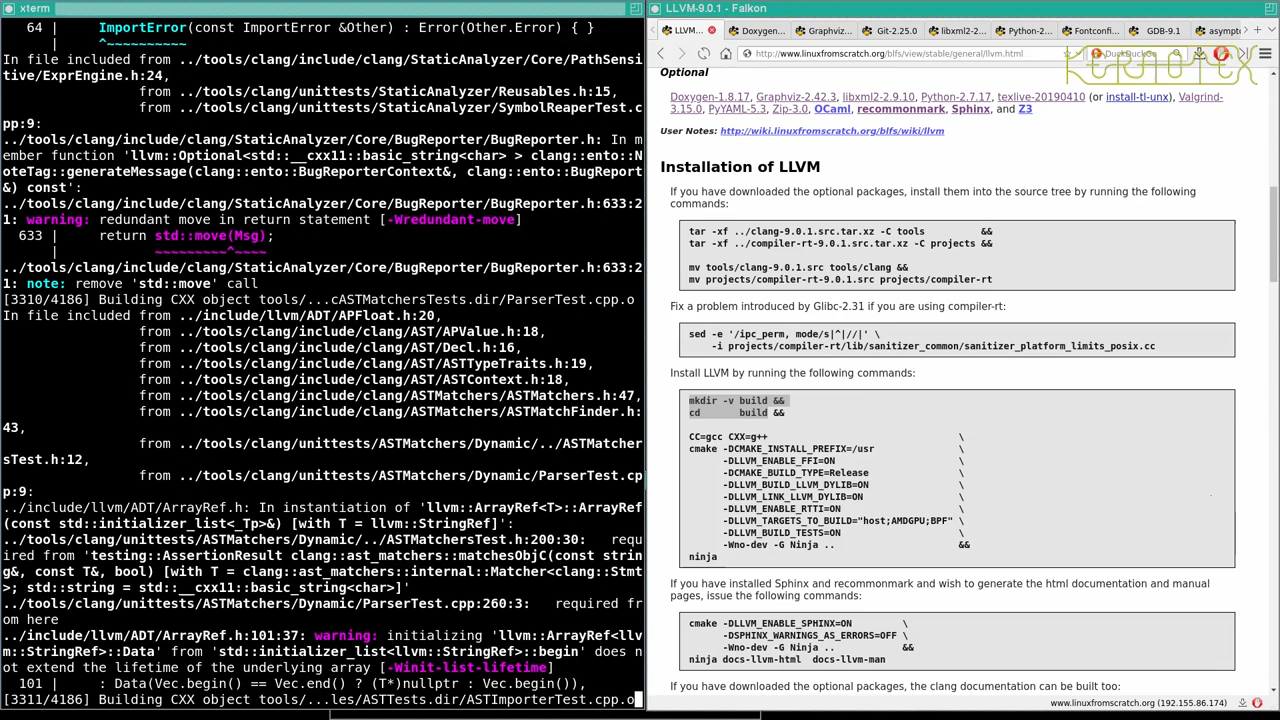 xterm
64 |     ImportError(const ImportError &Other) : Error(Other.Error) { }
|     ^~~~~~~~~~~
In file included from ../tools/clang/include/clang/StaticAnalyzer/Core/PathSensi
tive/ExprEngine.h:24,
from ../tools/clang/unittests/StaticAnalyzer/Reusables.h:15,
from ../tools/clang/unittests/StaticAnalyzer/SymbolReaperTest.c
pp:9:
../tools/clang/include/clang/StaticAnalyzer/Core/BugReporter/BugReporter.h: In m
ember function 'llvm::Optional<std::__cxx11::basic_string<char> > clang::ento::N
oteTag::generateMessage(clang::ento::BugReporterContext&, clang::ento::BugReport
&) const':
../tools/clang/include/clang/StaticAnalyzer/Core/BugReporter/BugReporter.h:633:2
1: warning: redundant move in return statement [-Wredundant-move]
633 |     return std::move(Msg);
|            ~~~~~~~~~^~~~~
../tools/clang/include/clang/StaticAnalyzer/Core/BugReporter/BugReporter.h:633:2
1: note: remove 'std::move' call
[3310/4186] Building CXX object tools/...cASTMatchersTests.dir/ParserTest.cpp.o
In file included from ../include/llvm/ADT/APFloat.h:20,
from ../tools/clang/include/clang/AST/APValue.h:18,
from ../tools/clang/include/clang/AST/Decl.h:16,
from ../tools/clang/include/clang/AST/ASTTypeTraits.h:19,
from ../tools/clang/include/clang/AST/ASTContext.h:18,
from ../tools/clang/include/clang/ASTMatchers/ASTMatchers.h:47,
from ../tools/clang/include/clang/ASTMatchers/ASTMatchFinder.h:
43,
from ../tools/clang/unittests/ASTMatchers/Dynamic/../ASTMatcher
sTest.h:12,
from ../tools/clang/unittests/ASTMatchers/Dynamic/ParserTest.cp
p:9:
../include/llvm/ADT/ArrayRef.h: In instantiation of 'llvm::ArrayRef<T>::ArrayRef
(const std::initializer_list<_Tp>&) [with T = llvm::StringRef]':
../tools/clang/unittests/ASTMatchers/Dynamic/../ASTMatchersTest.h:200:30:   requ
ired from 'testing::AssertionResult clang::ast_matchers::matchesObjC(const strin
g&, const T&, bool) [with T = clang::ast_matchers::internal::Matcher<clang::Stmt
>; std::string = std::__cxx11::basic_string<char>]
../tools/clang/unittests/ASTMatchers/Dynamic/ParserTest.cpp:260:3:   required fr
om here
../include/llvm/ADT/ArrayRef.h:101:37: warning: initializing 'llvm::ArrayRef<llv
m::StringRef>::Data' from 'std::initializer_list<llvm::StringRef>::begin' does n
ot extend the lifetime of the underlying array [-Winit-list-lifetime]
101 |     : Data(Vec.begin() == Vec.end() ? (T*)nullptr : Vec.begin()),
[3311/4186] Building CXX object tools/...les/ASTTests.dir/ASTImporterTest.cpp.o
LLVM-9.0.1 - Falkon
LLVM... Doxygen... Graphviz... Git-2.25.0 libxml2-2... Python-2... Fontconfi... GDB-9.1 asympto
http://www.linuxfromscratch.org/blfs/view/stable/general/llvm.html
DuckDuckGo
KERNOTEX
Optional
Doxygen-1.8.17, Graphviz-2.42.3, libxml2-2.9.10, Python-2.7.17, texlive-20190410 (or install-tl-unx), Valgrind-
3.15.0, PyYAML-5.3, Zip-3.0, OCaml, recommonmark, Sphinx, and Z3
User Notes: http://wiki.linuxfromscratch.org/blfs/wiki/llvm
Installation of LLVM
If you have downloaded the optional packages, install them into the source tree by running the following
commands:
tar -xf ../clang-9.0.1.src.tar.xz -C tools          &&
tar -xf ../compiler-rt-9.0.1.src.tar.xz -C projects &&
mv tools/clang-9.0.1.src tools/clang &&
mv projects/compiler-rt-9.0.1.src projects/compiler-rt
Fix a problem introduced by Glibc-2.31 if you are using compiler-rt:
sed -e '/ipc_perm, mode/s|^|//|' \
-i projects/compiler-rt/lib/sanitizer_common/sanitizer_platform_limits_posix.cc
Install LLVM by running the following commands:
mkdir -v build &&
cd       build &&
CC=gcc CXX=g++                                  \
cmake -DCMAKE_INSTALL_PREFIX=/usr               \
-DLLVM_ENABLE_FFI=ON                      \
-DCMAKE_BUILD_TYPE=Release                \
-DLLVM_BUILD_LLVM_DYLIB=ON                \
-DLLVM_LINK_LLVM_DYLIB=ON                 \
-DLLVM_ENABLE_RTTI=ON                     \
-DLLVM_TARGETS_TO_BUILD="host;AMDGPU;BPF" \
-DLLVM_BUILD_TESTS=ON                     \
-Wno-dev -G Ninja ..                      &&
ninja
If you have installed Sphinx and recommonmark and wish to generate the html documentation and manual
pages, issue the following commands:
cmake -DLLVM_ENABLE_SPHINX=ON         \
-DSPHINX_WARNINGS_AS_ERRORS=OFF \
-Wno-dev -G Ninja ..            &&
ninja docs-llvm-html  docs-llvm-man
If you have downloaded the optional packages, the clang documentation can be built too:
www.linuxfromscratch.org (192.155.86.174)